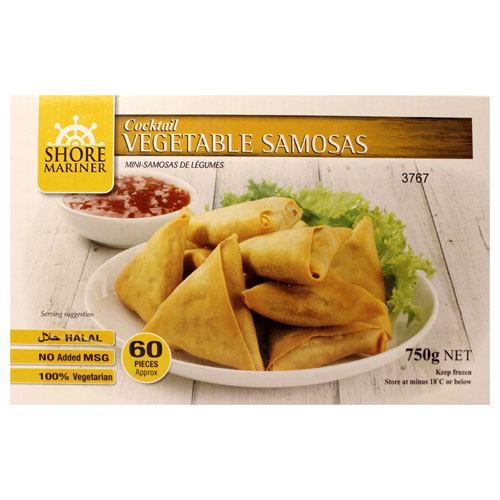 SHORE
MARINER
Cocktail
VEGETABLE SAMOSAS
MINI-SAMOSAS DE LÉGUMES
3767
Serving suggestion
حلال HALAL
NO Added MSG
100% Vegetarian
60
PIECES
Approx
750g NET
Keep frozen
Store at minus 18°C or below